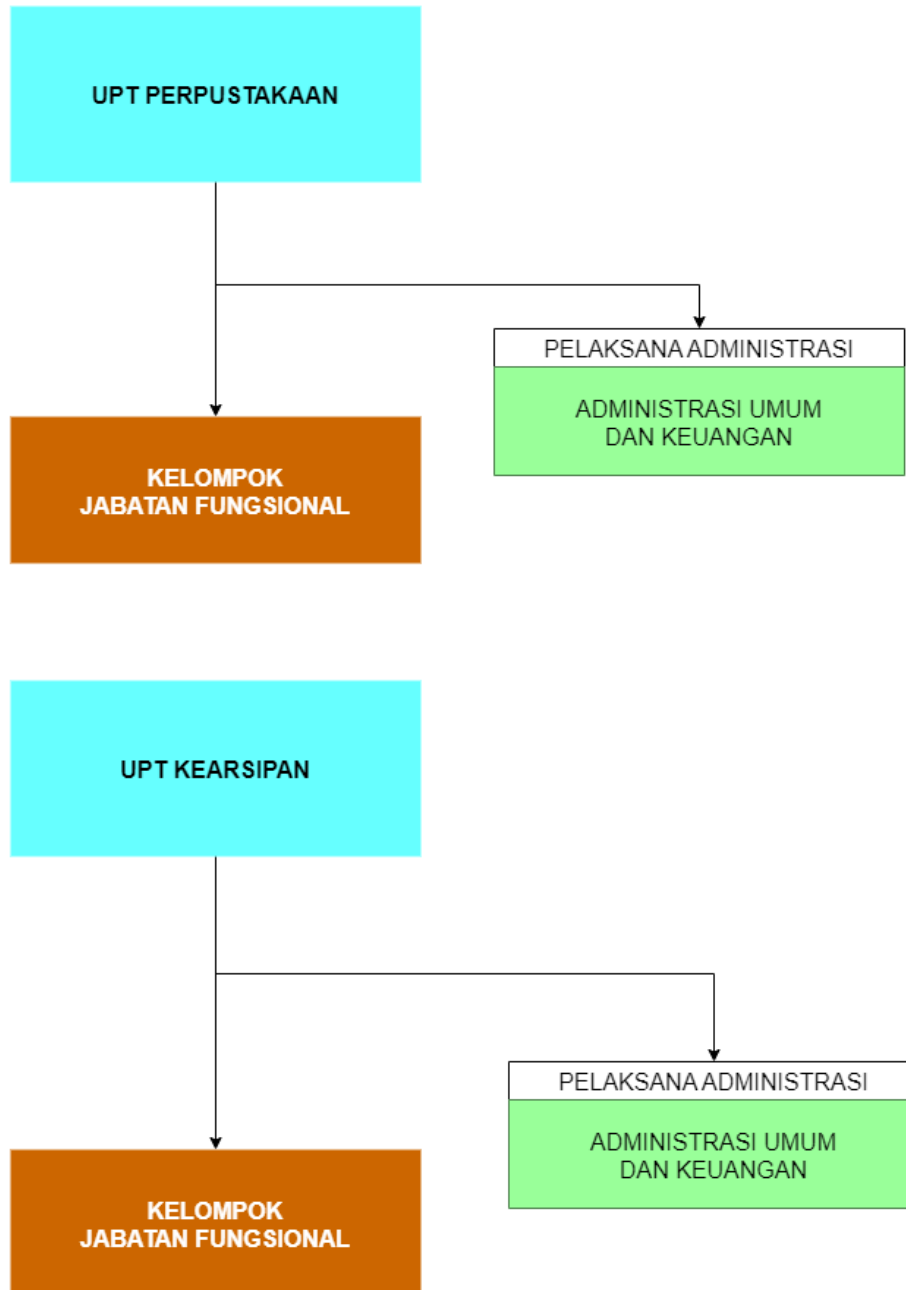 UPT PERPUSTAKAAN
PELAKSANA ADMINISTRASI
ADMINISTRASI UMUM
DAN KEUANGAN
KELOMPOK
JABATAN FUNGSIONAL
UPT KEARSIPAN
PELAKSANA ADMINISTRASI
ADMINISTRASI UMUM
DAN KEUANGAN
KELOMPOK
JABATAN FUNGSIONAL